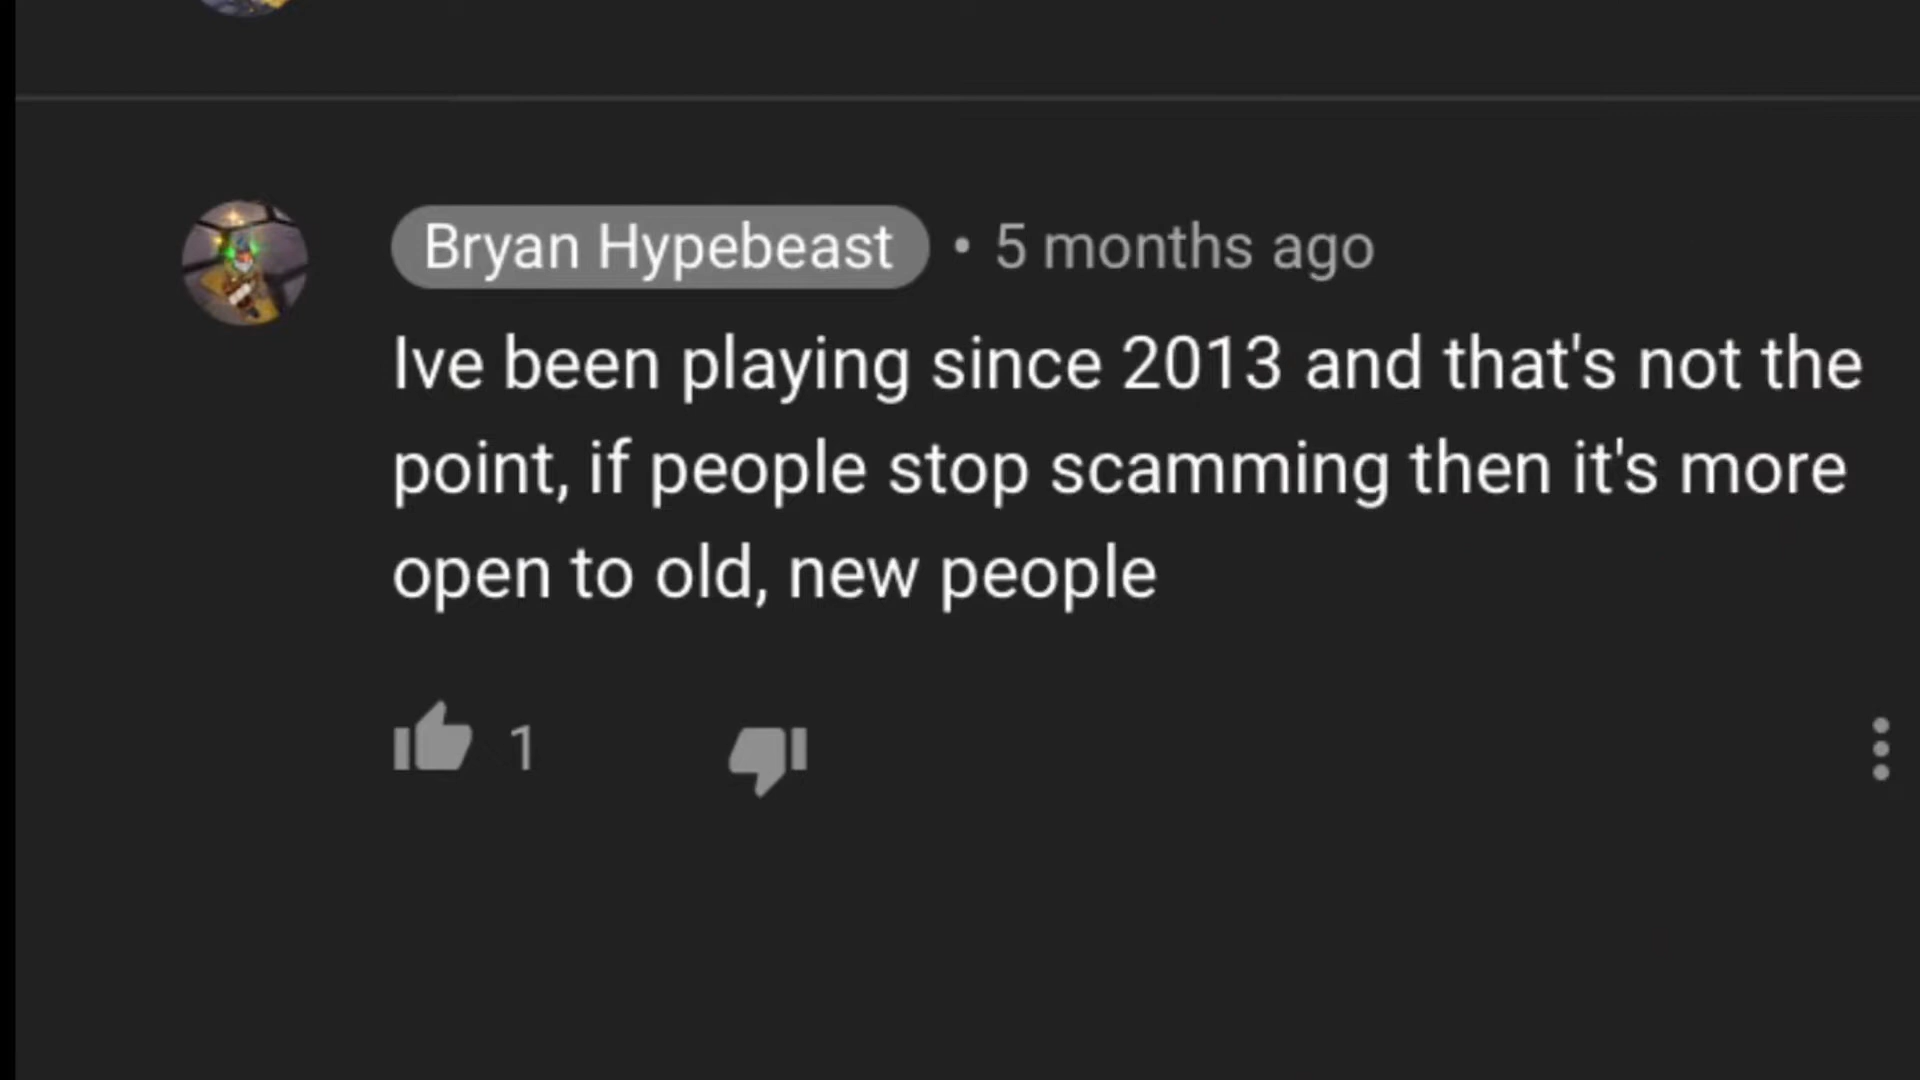 Bryan Hypebeast • 5 months ago
Ive been playing since 2013 and that's not the
point, if people stop scamming then it's more
open to old, new people
1